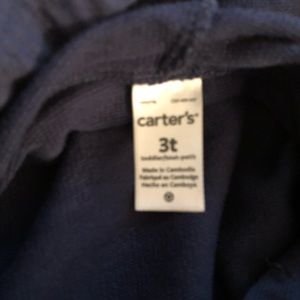 carter's
3t
Made in Cambodia
Fabriqué au Cambodge
Hecho en Camboya